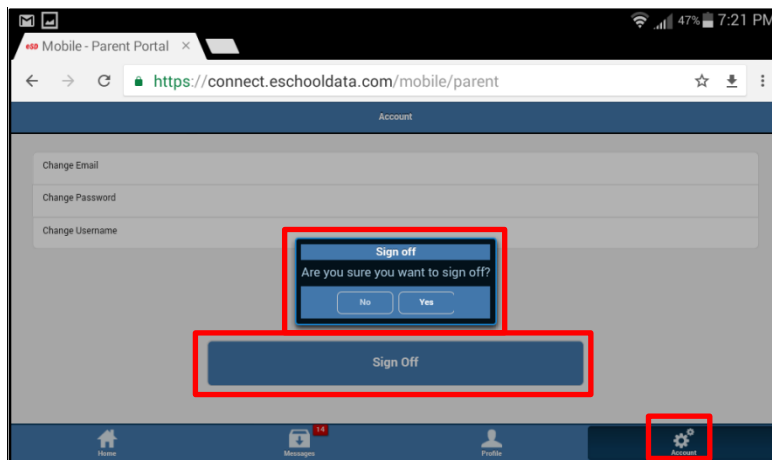 47% 7:21 PM
esD Mobile - Parent Portal ×
https://connect.eschooldata.com/mobile/parent
Account
Change Email
Change Password
Change Username
Sign off
Are you sure you want to sign off?
No Yes
Sign Off
14
Home Messages Profile Account